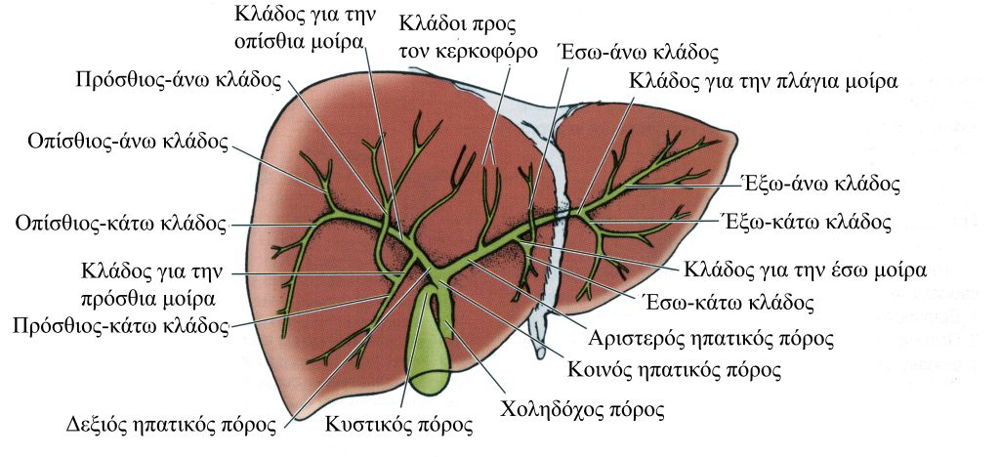 Κλάδος για την
οπίσθια μοίρα
Κλάδοι προς
τον κερκοφόρο
Έσω-άνω κλάδος
Πρόσθιος-άνω κλάδος
Κλάδος για την πλάγια μοίρα
Οπίσθιος-άνω κλάδος
Έξω-άνω κλάδος
Οπίσθιος-κάτω κλάδος
Έξω-κάτω κλάδος
Κλάδος για την
πρόσθια μοίρα
Κλάδος για την έσω μοίρα
Πρόσθιος-κάτω κλάδος
Έσω-κάτω κλάδος
Αριστερός ηπατικός πόρος
Κοινός ηπατικός πόρος
Χοληδόχος πόρος
Δεξιός ηπατικός πόρος
Κυστικός πόρος